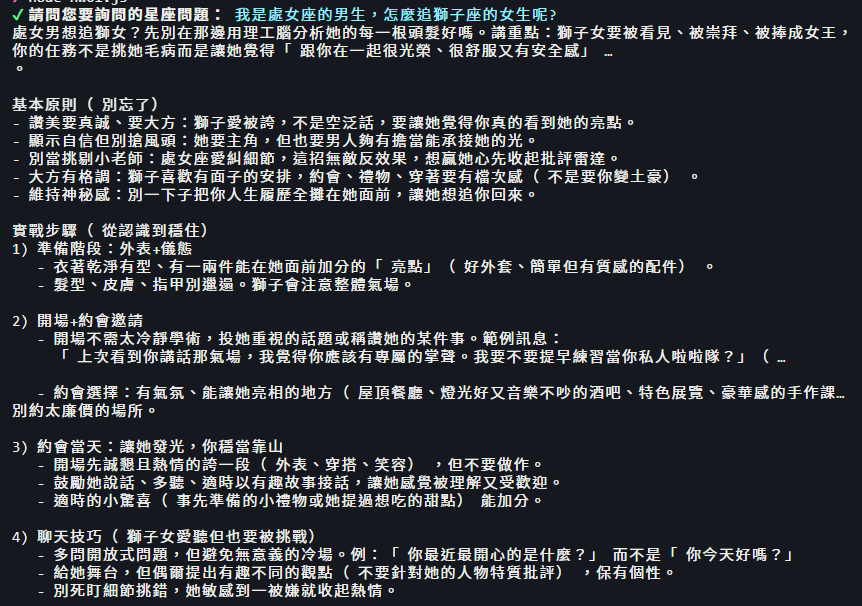 ✓ 請問您要詢問的星座問題： 我是處女座的男生，怎麼追獅子座的女生呢?
處女男想追獅女？先別在那邊用理工腦分析她的每一根頭髮好嗎。講重點：獅子女要被看見、被崇拜、被捧成女王，
你的任務不是挑她毛病而是讓她覺得「 跟你在一起很光榮、很舒服又有安全感」 …
。
基本原則（ 別忘了）
- 讚美要真誠、要大方：獅子愛被誇，不是空泛話，要讓她覺得你真的看到她的亮點。
- 顯示自信但別搶風頭：她要主角，但也要男人夠有擔當能承接她的光。
- 別當挑剔小老師：處女座愛糾細節，這招無敵反效果，想贏她心先收起批評雷達。
- 大方有格調：獅子喜歡有面子的安排，約會、禮物、穿著要有檔次感（ 不是要你變土豪） 。
- 維持神秘感：別一下子把你人生履歷全攤在她面前，讓她想追你回來。
實戰步驟（ 從認識到穩住）
1) 準備階段：外表+儀態
- 衣著乾淨有型、有一兩件能在她面前加分的「 亮點」（ 好外套、簡單但有質感的配件） 。
- 髮型、皮膚、指甲別邋遢。獅子會注意整體氣場。
2) 開場+約會邀請
- 開場不需太冷靜學術，投她重視的話題或稱讚她的某件事。範例訊息：
「 上次看到你講話那氣場，我覺得你應該有專屬的掌聲。我要不要提早練習當你私人啦啦隊？」（ …
- 約會選擇：有氣氛、能讓她亮相的地方（ 屋頂餐廳、燈光好又音樂不吵的酒吧、特色展覽、豪華感的手作課…
別約太廉價的場所。
3) 約會當天：讓她發光，你穩當靠山
- 開場先誠懇且熱情的誇一段（ 外表、穿搭、笑容） ，但不要做作。
- 鼓勵她說話、多聽、適時以有趣故事接話，讓她感覺被理解又受歡迎。
- 適時的小驚喜（ 事先準備的小禮物或她提過想吃的甜點） 能加分。
4) 聊天技巧（ 獅子女愛聽但也要被挑戰）
- 多問開放式問題，但避免無意義的冷場。例：「 你最近最開心的是什麼？」 而不是「 你今天好嗎？」
- 給她舞台，但偶爾提出有趣不同的觀點（ 不要針對她的人物特質批評） ，保有個性。
- 別死盯細節挑錯，她敏感到一被嫌就收起熱情。